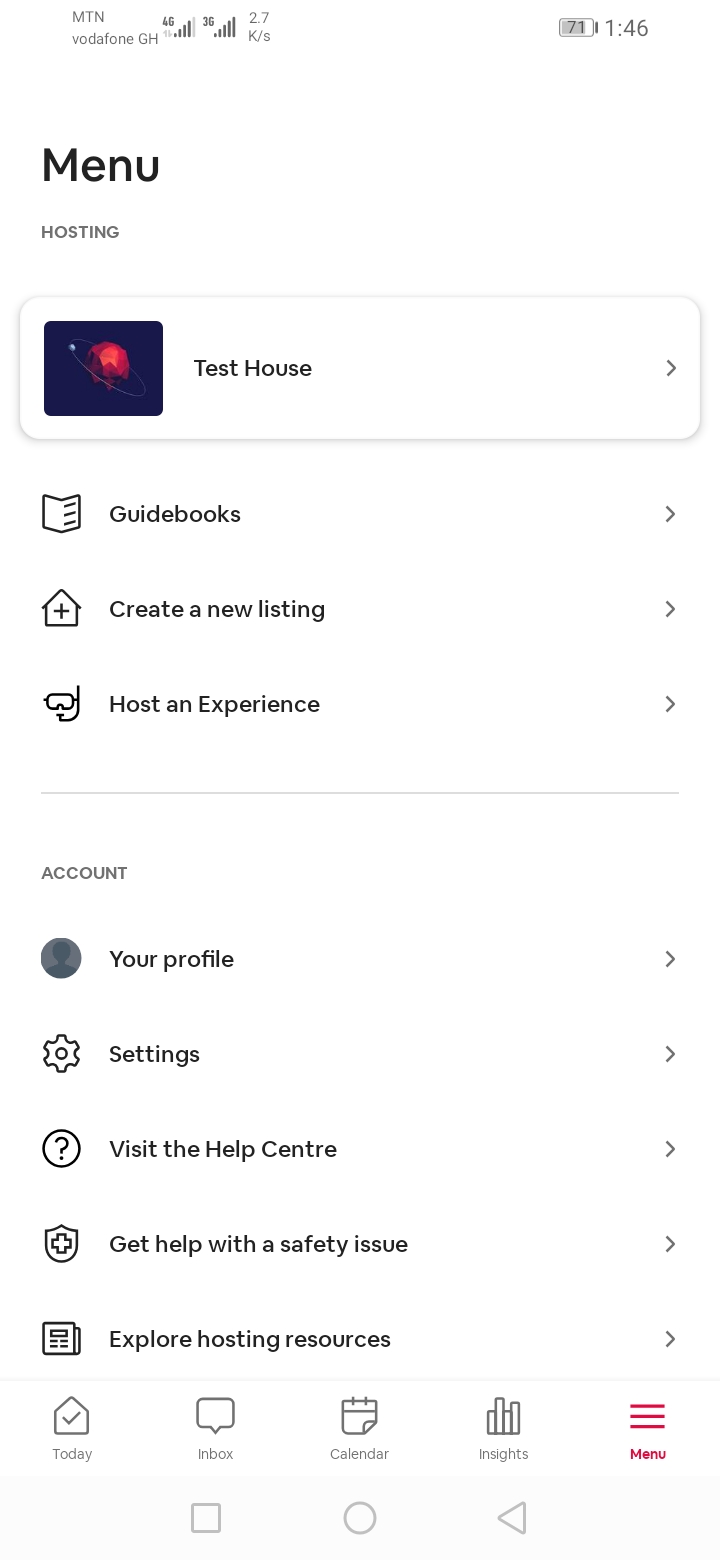 MTN
vodafone GH
4G
3G
2.7
K/s
71
1:46
Menu
HOSTING
Test House
Guidebooks
Create a new listing
Host an Experience
ACCOUNT
Your profile
Settings
Visit the Help Centre
Get help with a safety issue
Explore hosting resources
Today
Inbox
Calendar
Insights
Menu